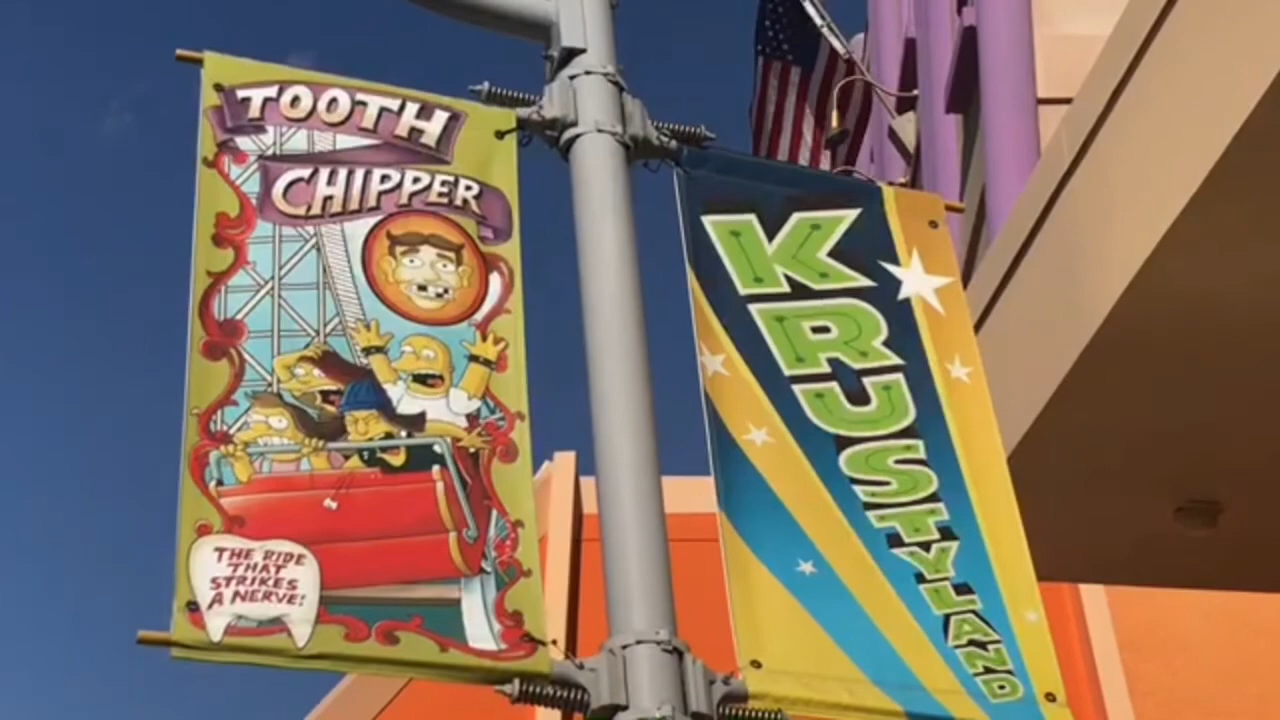 TOOTH
CHIPPER
THE RIDE
THAT
STRIKES
A NERVE!
KRUSTYLAND